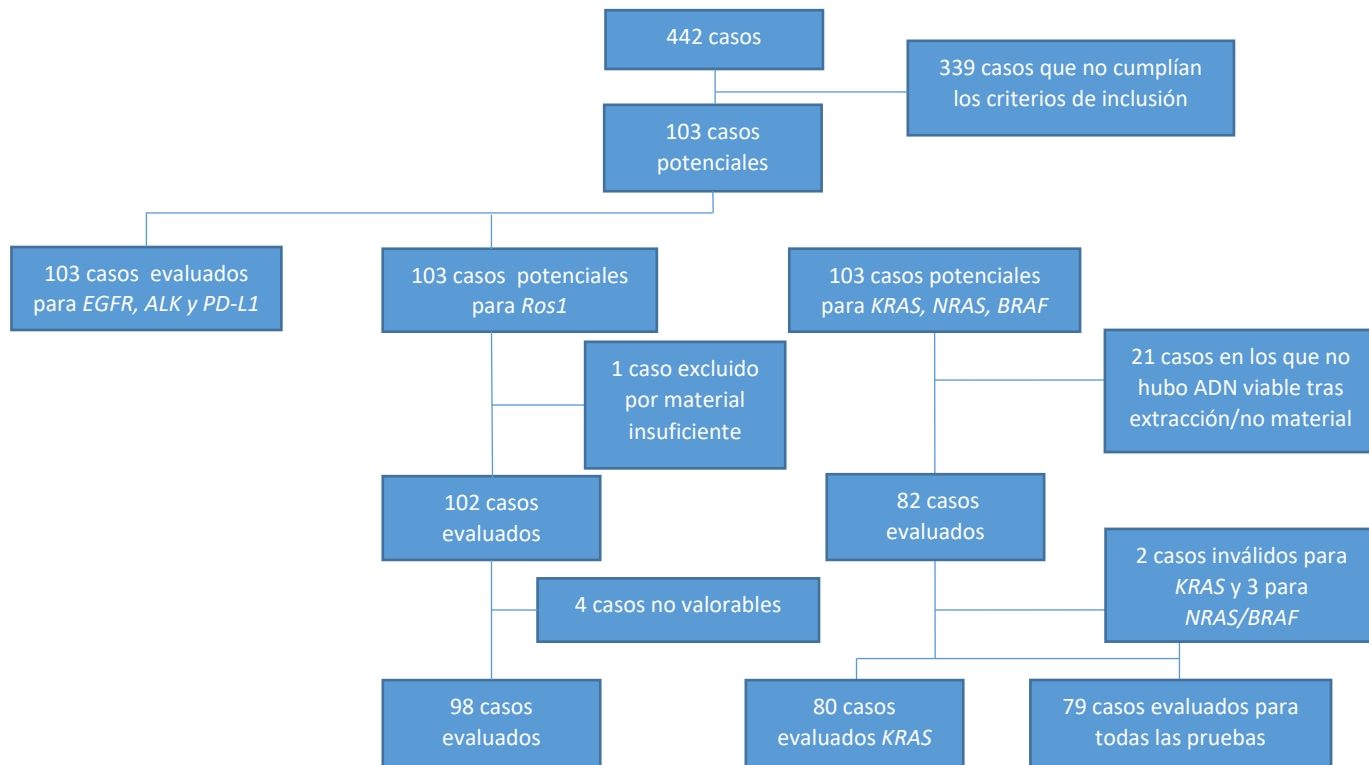 442 casos
339 casos que no cumplían
los criterios de inclusión
103 casos
potenciales
103 casos evaluados
para EGFR, ALK y PD-L1
103 casos potenciales
para Ros1
103 casos potenciales
para KRAS, NRAS, BRAF
1 caso excluido
por material
insuficiente
21 casos en los que no
hubo ADN viable tras
extracción/no material
102 casos
evaluados
82 casos
evaluados
2 casos inválidos para
KRAS y 3 para
NRAS/BRAF
4 casos no valorables
98 casos
evaluados
80 casos
evaluados KRAS
79 casos evaluados para
todas las pruebas